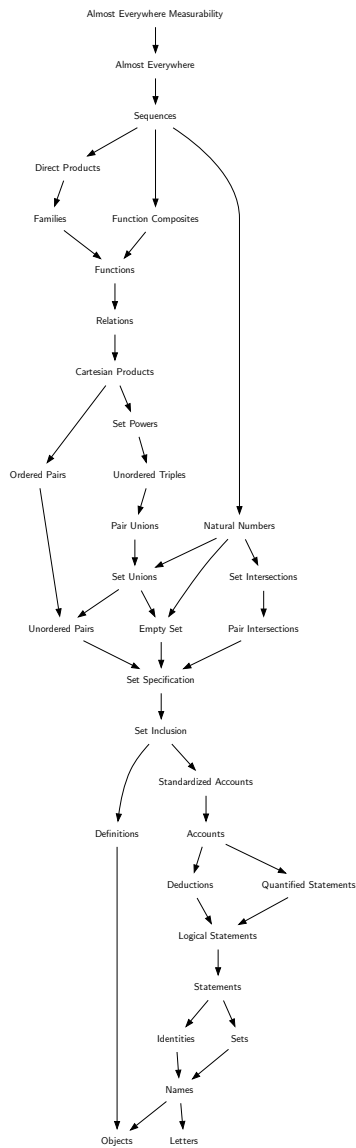 Almost Everywhere Measurability
Almost Everywhere
Sequences
Direct Products
Families
Function Composites
Functions
Relations
Cartesian Products
Set Powers
Ordered Pairs
Unordered Triples
Pair Unions
Natural Numbers
Set Unions
Set Intersections
Unordered Pairs
Empty Set
Pair Intersections
Set Specification
Set Inclusion
Standardized Accounts
Definitions
Accounts
Deductions
Quantified Statements
Logical Statements
Statements
Identities
Sets
Names
Objects
Letters